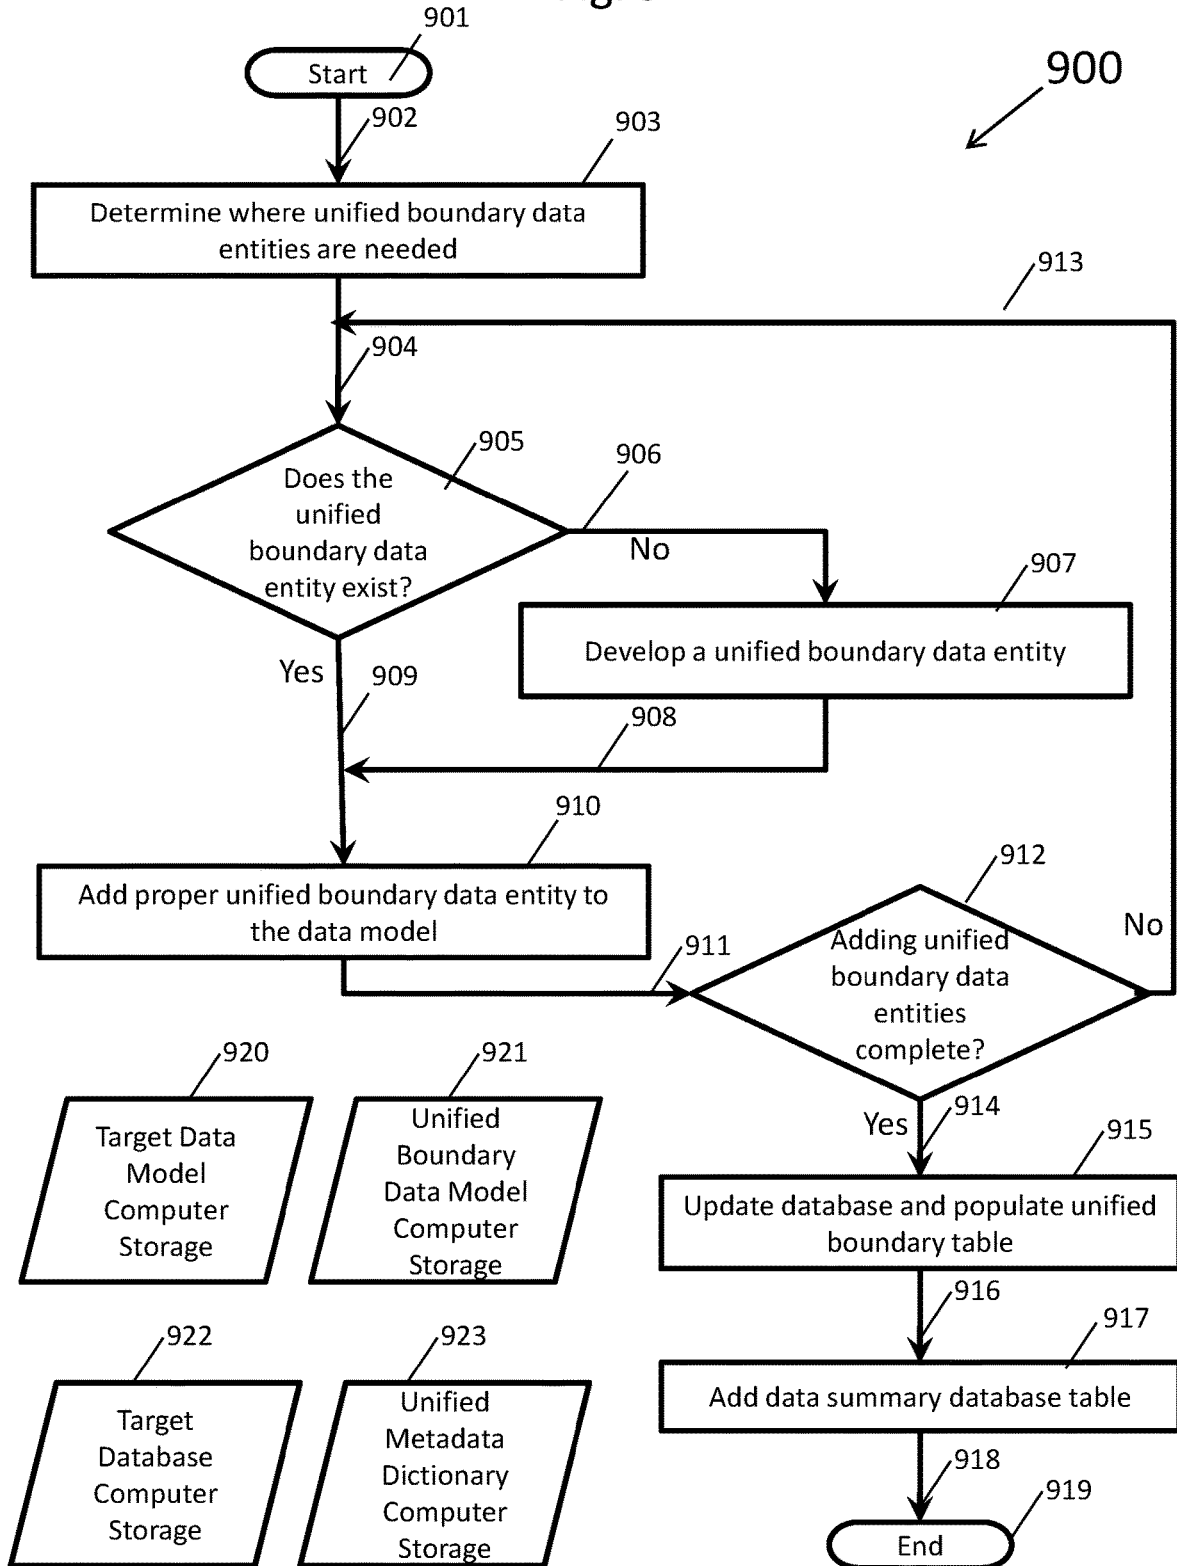 901
Start
900
902
903
Determine where unified boundary data
entities are needed
913
904
905
906
Does the
unified
boundary data
entity exist?
No
907
Develop a unified boundary data entity
Yes
909
908
910
912
Add proper unified boundary data entity to
the data model
No
911
Adding unified
boundary data
entities
complete?
920
921
914
Yes
915
Target Data
Model
Computer
Storage
Unified
Boundary
Data Model
Computer
Storage
Update database and populate unified
boundary table
916
917
922
923
Add data summary database table
Target
Database
Computer
Storage
Unified
Metadata
Dictionary
Computer
Storage
918
919
End